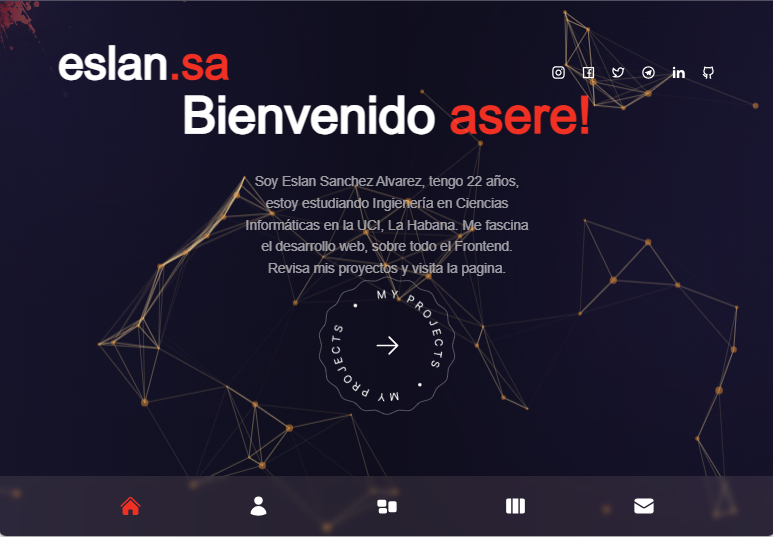 eslan.sa
Bienvenido asere!
Soy Eslan Sanchez Alvarez, tengo 22 años,
estoy estudiando Ingienería en Ciencias
Informáticas en la UCI, La Habana. Me fascina
el desarrollo web, sobre todo el Frontend.
Revisa mis proyectos y visita la pagina.
MY PROJECTS • MY PROJECTS •